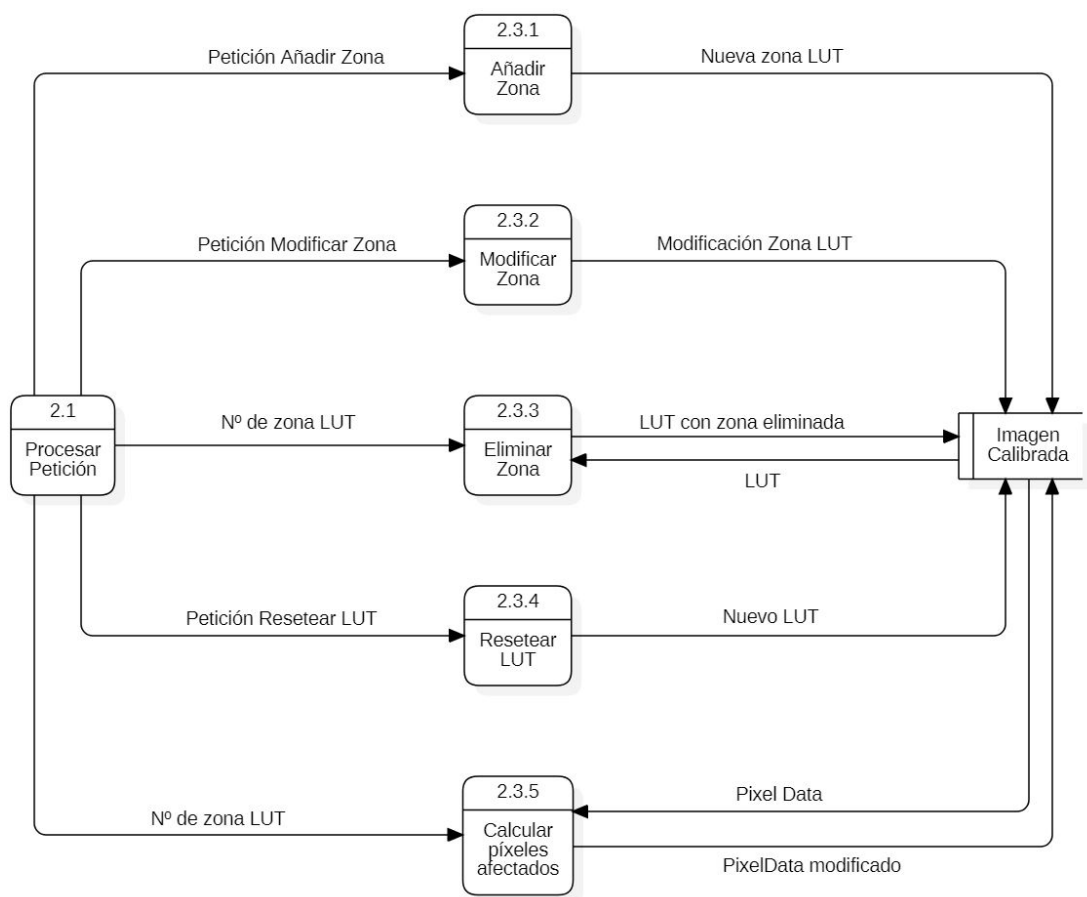 2.3.1
Petición Añadir Zona
Añadir
Zona
Nueva zona LUT
2.3.2
Petición Modificar Zona
Modificar
Zona
Modificación Zona LUT
2.1
Procesar
Petición
Nº de zona LUT
2.3.3
Eliminar
Zona
LUT con zona eliminada
LUT
Imagen
Calibrada
2.3.4
Petición Resetear LUT
Resetear
LUT
Nuevo LUT
2.3.5
Nº de zona LUT
Calcular
píxeles
afectados
Pixel Data
PixelData modificado